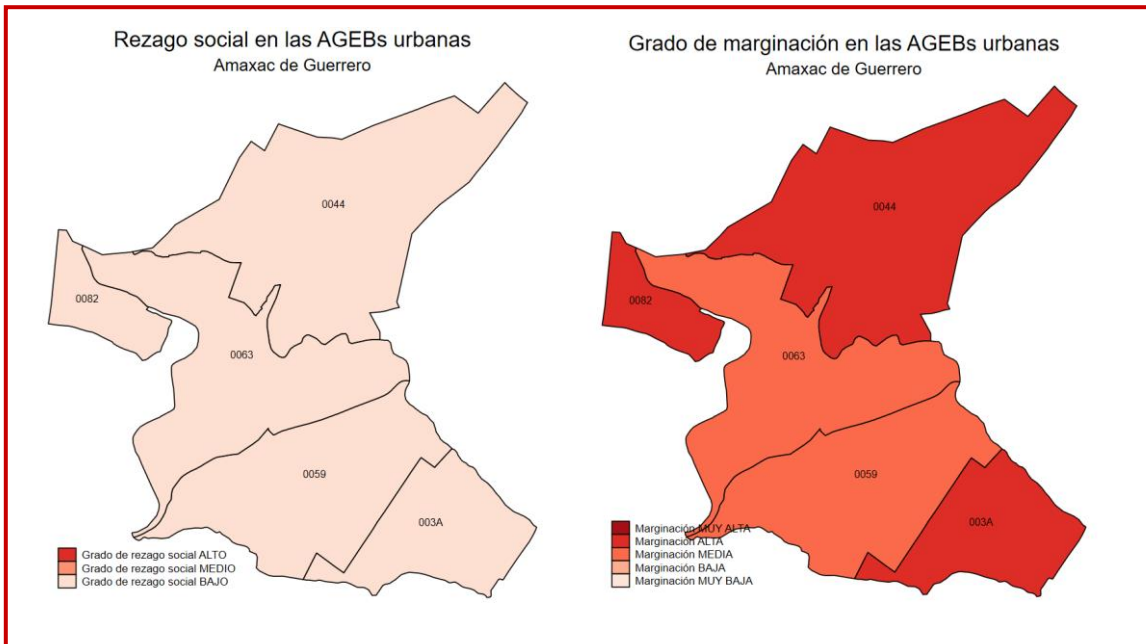 Rezago social en las AGEBs urbanas
Amaxac de Guerrero
0044
0082
0063
0059
003A
Grado de rezago social ALTO
Grado de rezago social MEDIO
Grado de rezago social BAJO
Grado de marginación en las AGEBs urbanas
Amaxac de Guerrero
0044
0082
0063
0059
003A
Marginación MUY ALTA
Marginación ALTA
Marginación MEDIA
Marginación BAJA
Marginación MUY BAJA